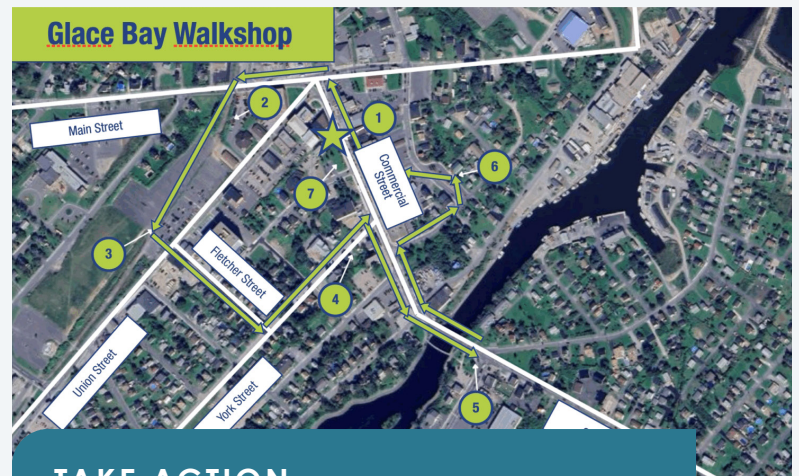 Glace Bay Walkshop
Main Street
2
1
Commercial
Street
6
7
3
Fletcher Street
4
Union Street
York Street
5
TAKE ACTION